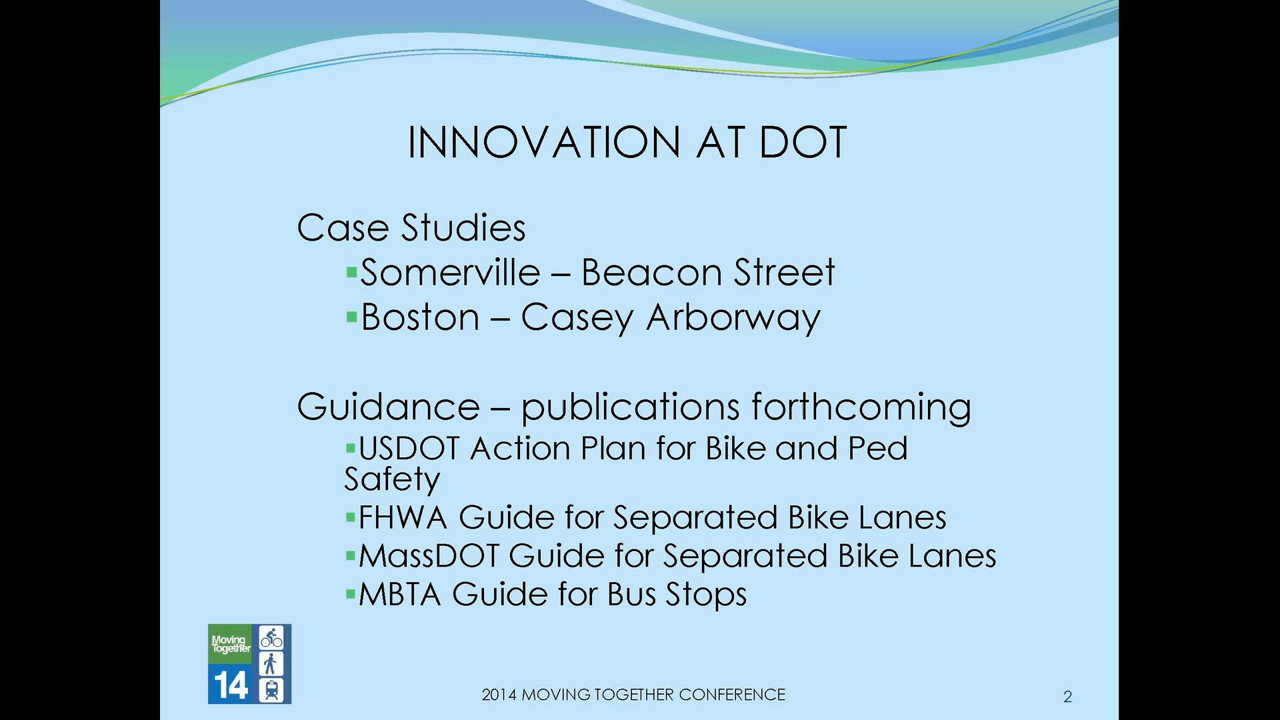 INNOVATION AT DOT
Case Studies
▪Somerville – Beacon Street
▪Boston – Casey Arborway
Guidance – publications forthcoming
▪USDOT Action Plan for Bike and Ped
Safety
▪FHWA Guide for Separated Bike Lanes
▪MassDOT Guide for Separated Bike Lanes
▪MBTA Guide for Bus Stops
Moving
Together
14
2014 MOVING TOGETHER CONFERENCE
2